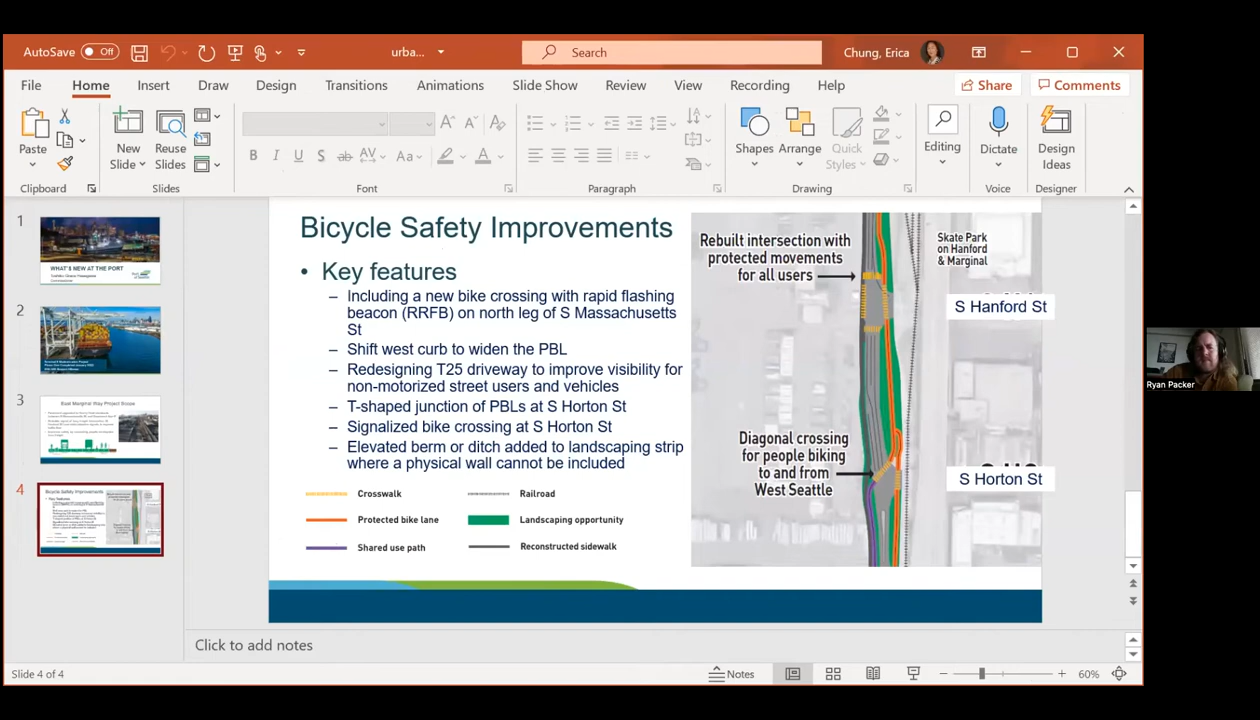 AutoSave Off urba... Search Chung, Erica
File Home Insert Draw Design Transitions Animations Slide Show Review View Recording Help Share Comments
Paste New Slide Reuse Slides B I U S ab AV Aa A Shapes Arrange Quick Styles Editing Dictate Design Ideas
Clipboard Slides Font Paragraph Drawing Voice Designer
1
WHAT'S NEW AT THE PORT
2
3
East Marginal Way Project Scope
4
Bicycle Safety Improvements
Key features
Bicycle Safety Improvements
• Key features
– Including a new bike crossing with rapid flashing
beacon (RRFB) on north leg of S Massachusetts
St
– Shift west curb to widen the PBL
– Redesigning T25 driveway to improve visibility for
non-motorized street users and vehicles
– T-shaped junction of PBLs at S Horton St
– Signalized bike crossing at S Horton St
– Elevated berm or ditch added to landscaping strip
where a physical wall cannot be included
Crosswalk Railroad
Protected bike lane Landscaping opportunity
Shared use path Reconstructed sidewalk
Rebuilt intersection with
protected movements
for all users
Skate Park
on Hanford
& Marginal
S Hanford St
Diagonal crossing
for people biking
to and from
West Seattle
S Horton St
Ryan Packer
Click to add notes
Slide 4 of 4 Notes 60%